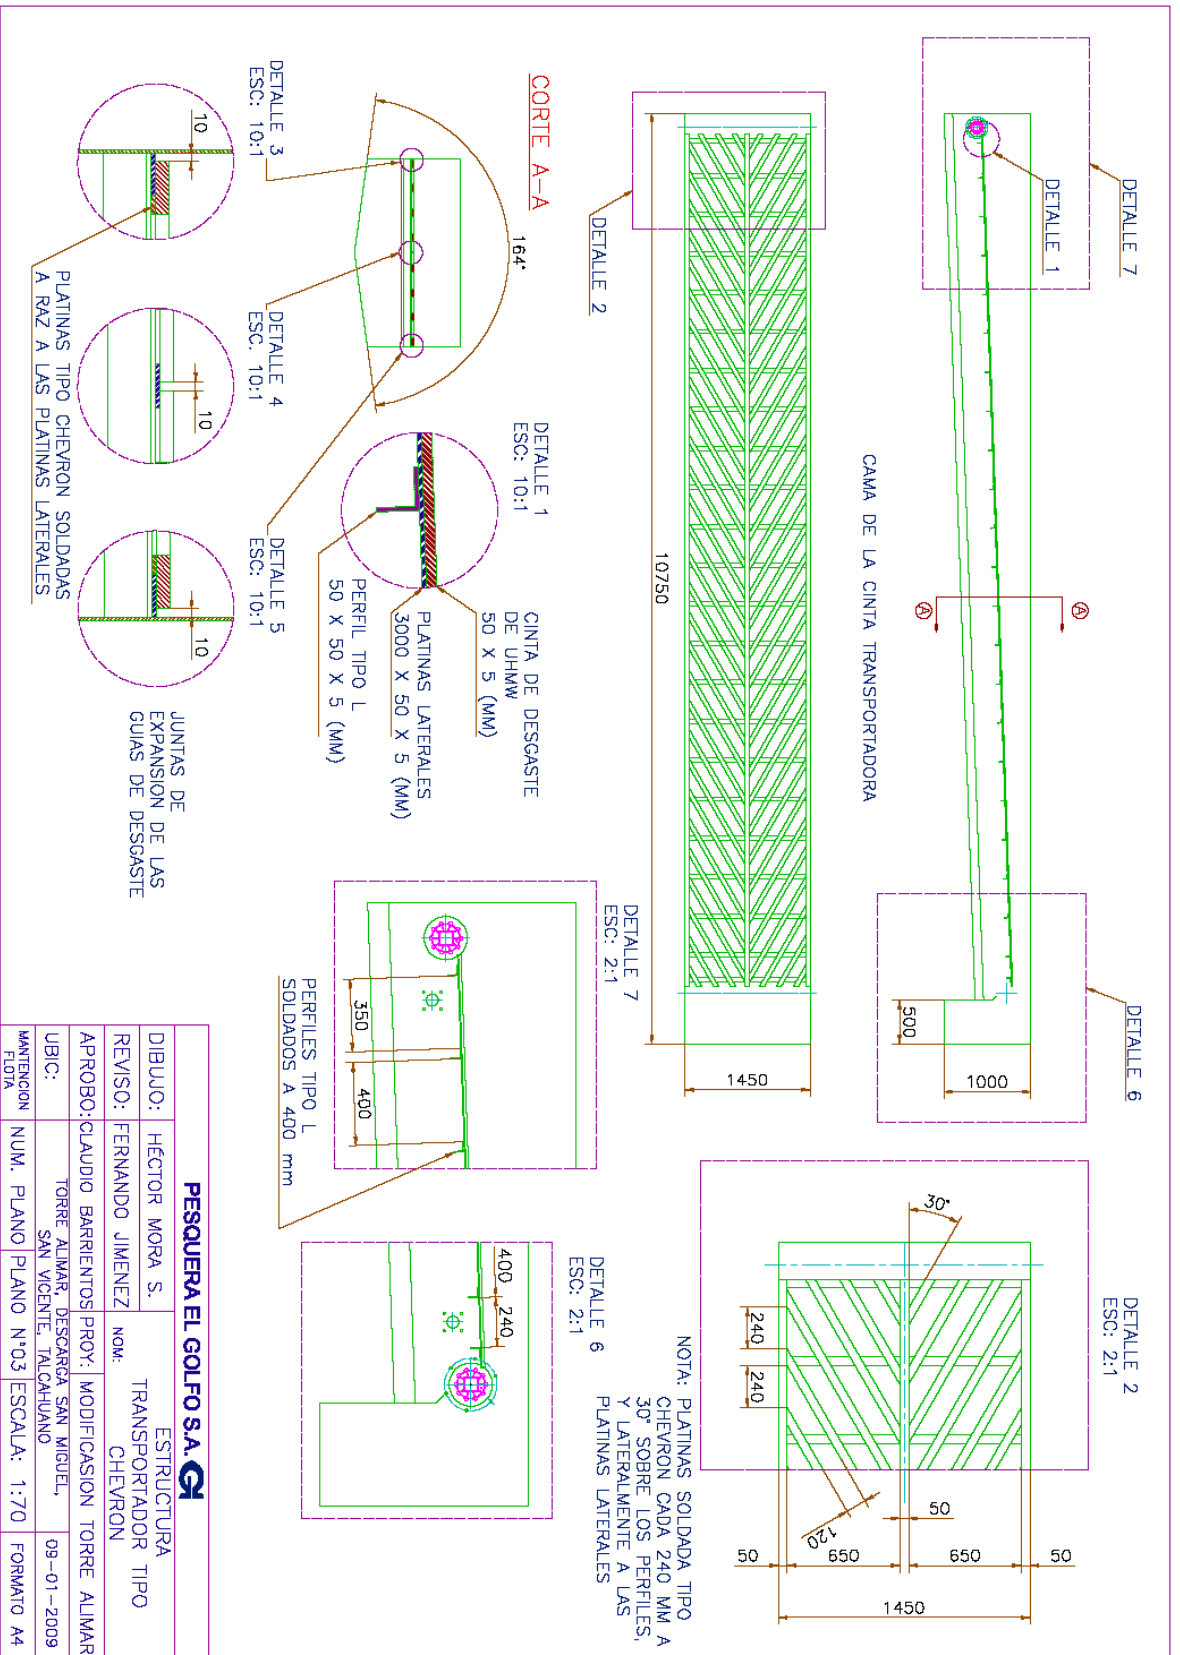 DETALLE 7
DETALLE 1
DETALLE 6
500
1000
A
A
CAMA DE LA CINTA TRANSPORTADORA
DETALLE 2
10750
1450
DETALLE 2
ESC: 2:1
30°
240
240
120
50
50
650
650
50
1450
NOTA: PLATINAS SOLDADA TIPO
CHEVRON CADA 240 MM A
30° SOBRE LOS PERFILES,
Y LATERALMENTE A LAS
PLATINAS LATERALES
CORTE A-A
164°
DETALLE 1
ESC: 10:1
CINTA DE DESGASTE
DE UHMW
50 X 5 (MM)
PLATINAS LATERALES
3000 X 50 X 5 (MM)
PERFIL TIPO L
50 X 50 X 5 (MM)
DETALLE 7
ESC: 2:1
350
400
PERFILES TIPO L
SOLDADOS A 400 mm
DETALLE 6
ESC: 2:1
400
240
DETALLE 3
ESC: 10:1
10
DETALLE 4
ESC. 10:1
10
DETALLE 5
ESC: 10:1
10
PLATINAS TIPO CHEVRON SOLDADAS
A RAZ A LAS PLATINAS LATERALES
JUNTAS DE
EXPANSION DE LAS
GUIAS DE DESGASTE
PESQUERA EL GOLFO S.A. G
DIBUJO: HÉCTOR MORA S.
REVISO: FERNANDO JIMENEZ
NOM: ESTRUCTURA
TRANSPORTADOR TIPO
CHEVRON
APROBO: CLAUDIO BARRIENTOS PROY: MODIFICASION TORRE ALIMAR
UBIC: TORRE ALIMAR, DESCARGA SAN MIGUEL,
SAN VICENTE, TALCAHUANO
09-01-2009
MANTENCION
FLOTA
NUM. PLANO PLANO N°03 ESCALA: 1:70 FORMATO A4